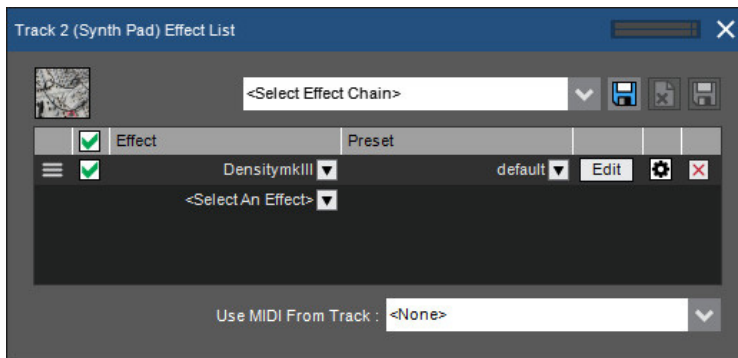 Track 2 (Synth Pad) Effect List
<Select Effect Chain>
Effect Preset
DensitymkIII default Edit
<Select An Effect>
Use MIDI From Track : <None>